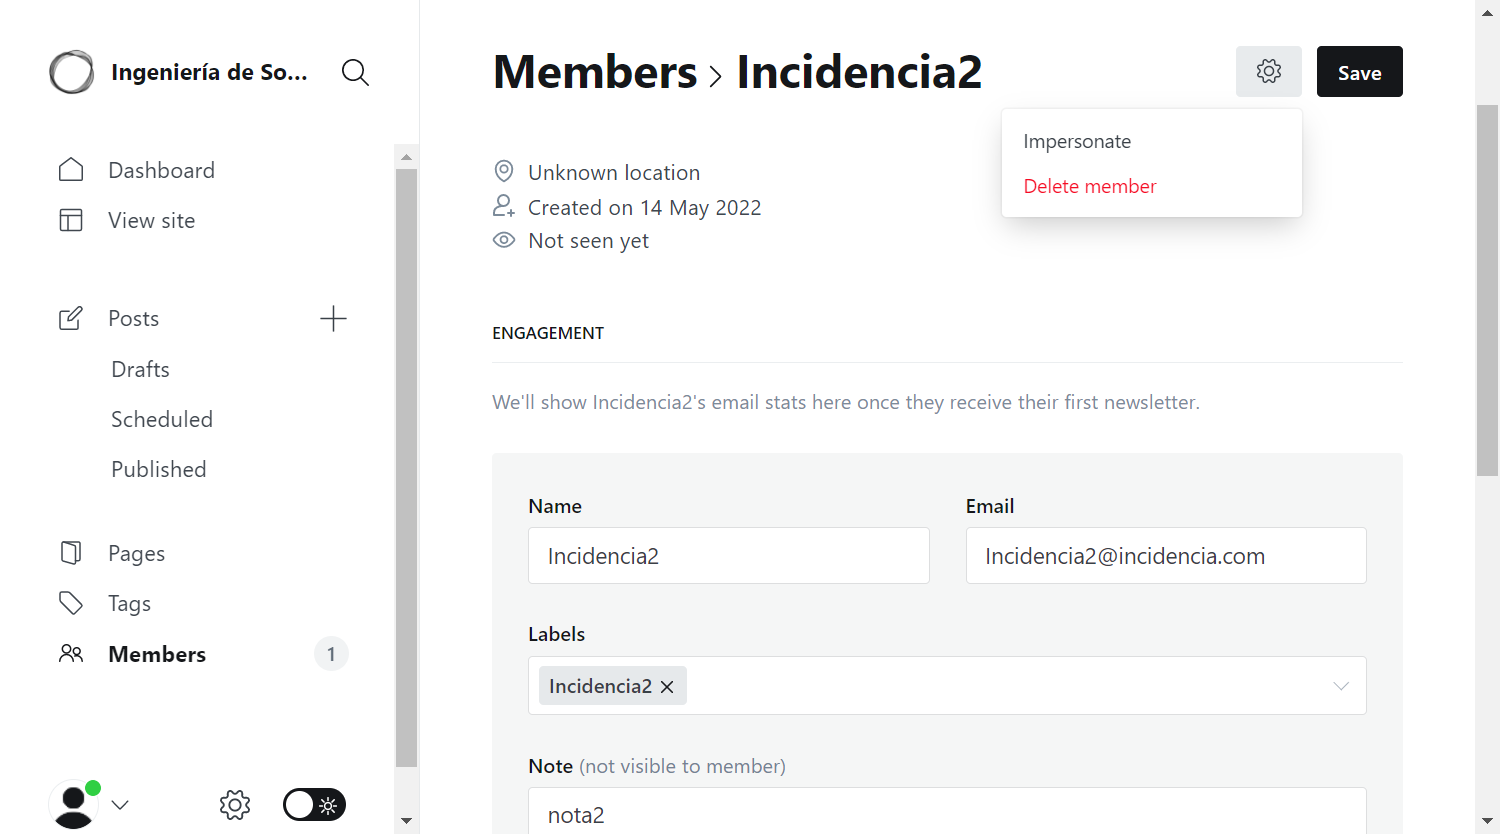 Ingeniería de So...
Dashboard
View site
Posts
Drafts
Scheduled
Published
Pages
Tags
Members 1
Members Incidencia2
Save
Impersonate
Delete member
Unknown location
Created on 14 May 2022
Not seen yet
ENGAGEMENT
We'll show Incidencia2's email stats here once they receive their first newsletter.
Name
Incidencia2
Email
Incidencia2@incidencia.com
Labels
Incidencia2
Note (not visible to member)
nota2